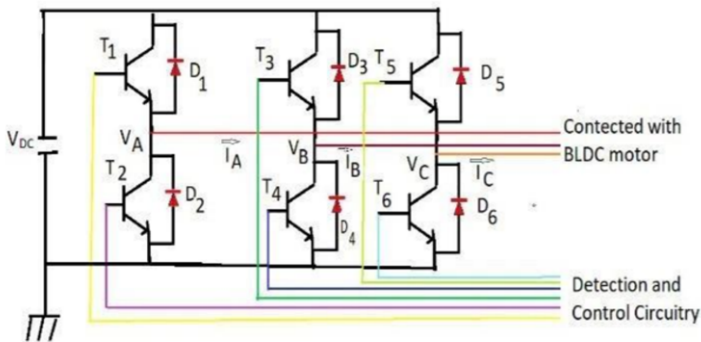 T1
D1
T3
D3
T5
D5
VDC
VA
IA
VB
IB
VC
IC
Contected with
BLDC motor
T2
D2
T4
D4
T6
D6
Detection and
Control Circuitry